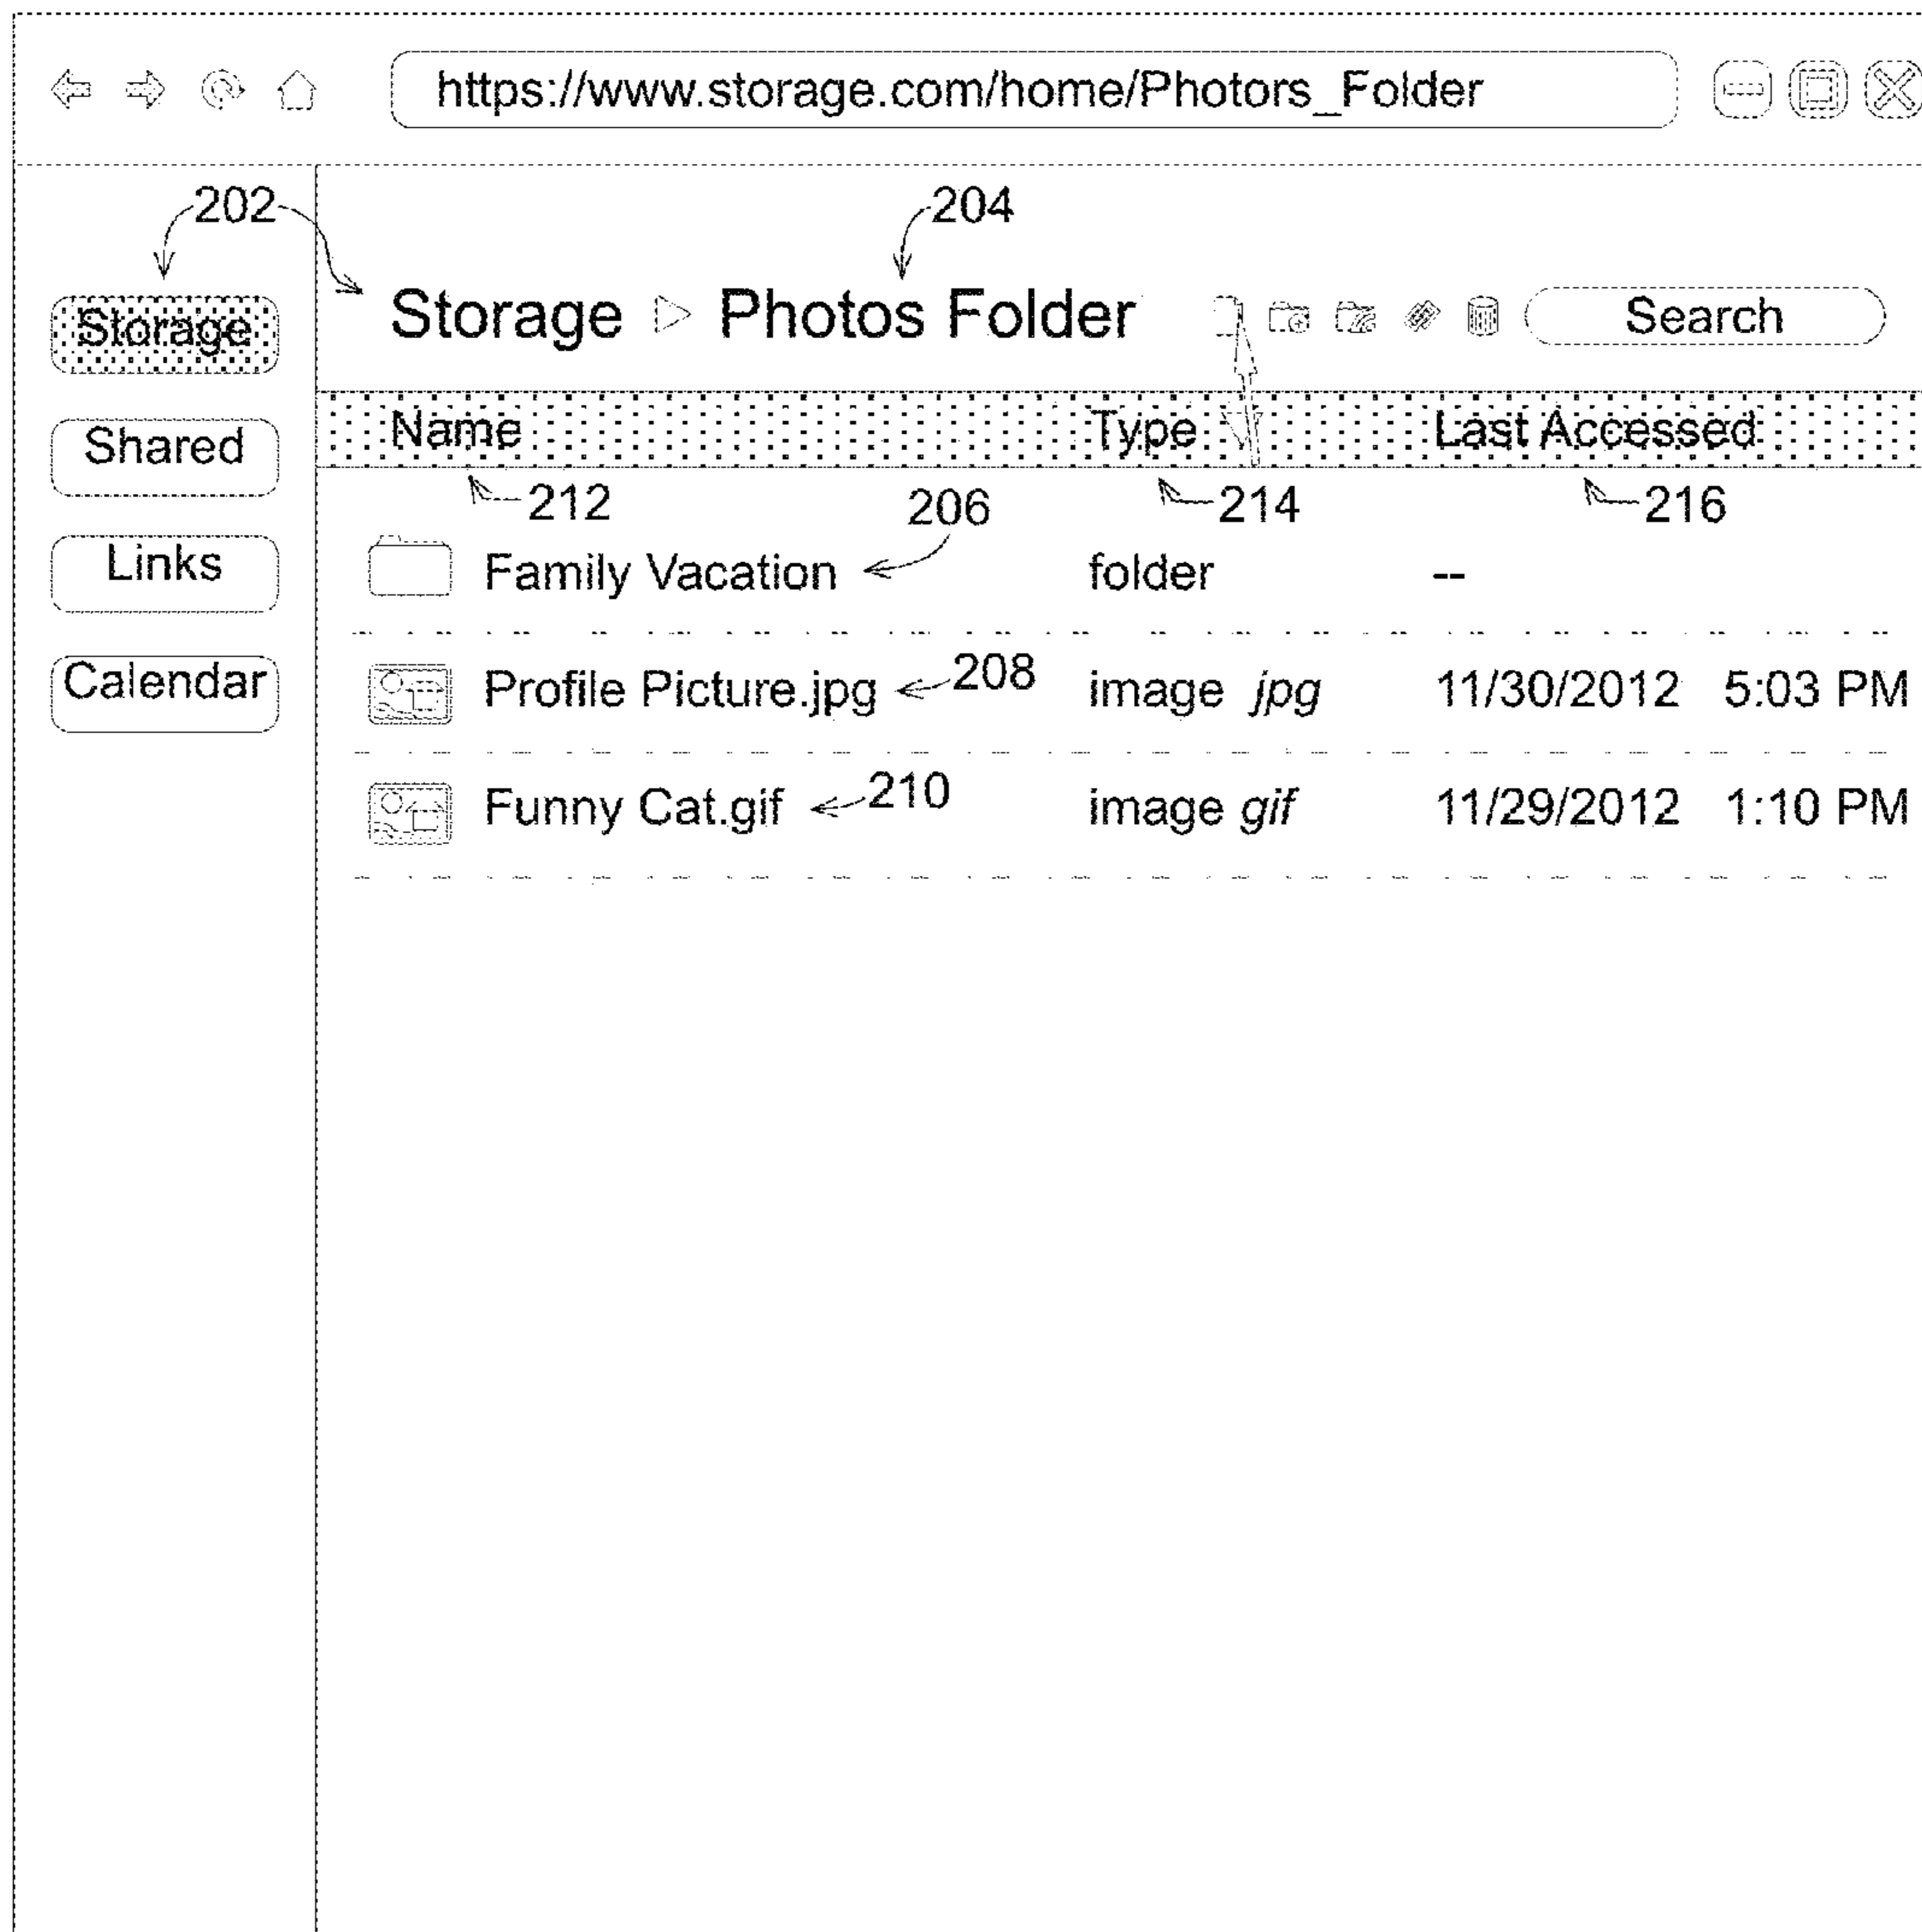 https://www.storage.com/home/Photors_Folder
202 204
Storage Storage Photos Folder Search
Shared Name Type Last Accessed
212 206 214 216
Links Family Vacation folder --
Calendar Profile Picture.jpg 208 image jpg 11/30/2012 5:03 PM
Funny Cat.gif 210 image gif 11/29/2012 1:10 PM